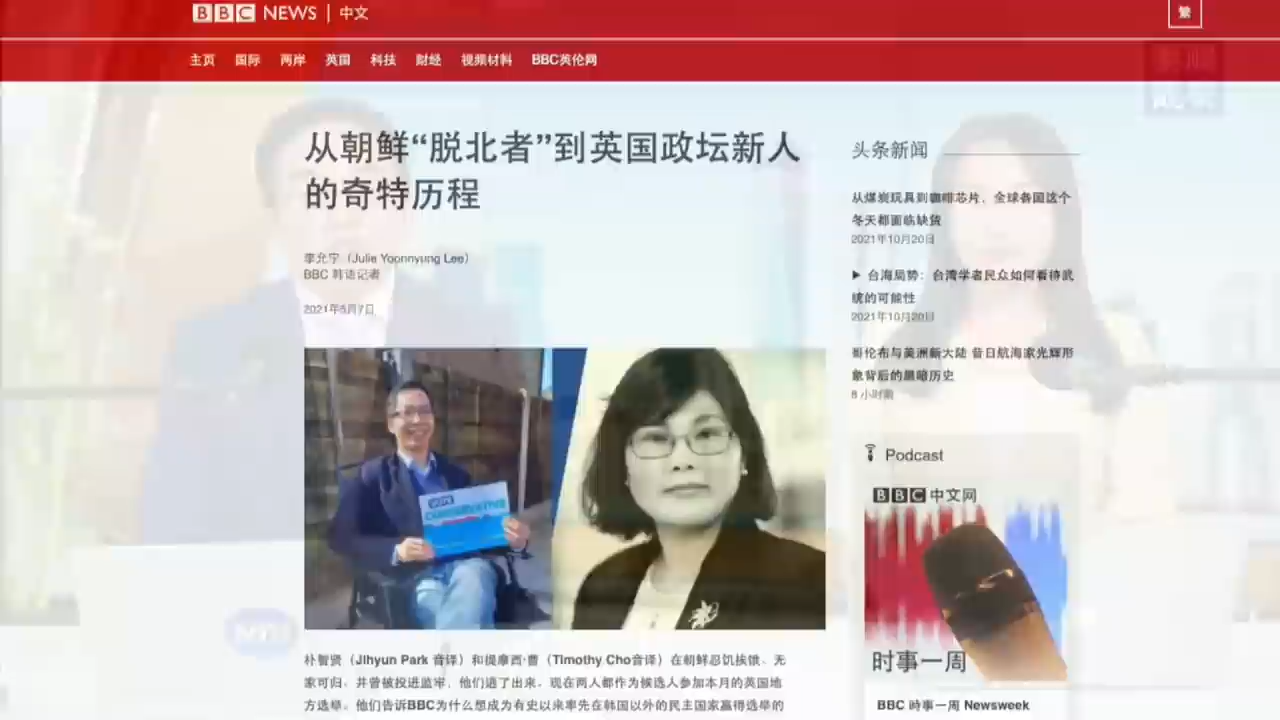 BBC NEWS | 中文
繁
主页 国际 两岸 英国 科技 财经 视频材料 BBC英伦网
从朝鲜“脱北者”到英国政坛新人
的奇特历程
李允宁（Julie Yoonnyung Lee）
BBC 韩语记者
2021年5月7日
CONSERVATIVE
朴智贤（Jihyun Park 音译）和提摩西·曹（Timothy Cho音译）在朝鲜忍饥挨饿、无
家可归，并曾被投进监牢，他们逃了出来。现在两人都作为候选人参加本月的英国地
方选举。他们告诉BBC为什么想成为有史以来率先在韩国以外的民主国家赢得选举的
头条新闻
从煤炭玩具到咖啡芯片，全球各国这个
冬天都面临缺货
2021年10月20日
台海局势：台湾学者民众如何看待武
统的可能性
2021年10月20日
哥伦布与美洲新大陆 昔日航海家光辉形
象背后的黑暗历史
8 小时前
Podcast
BBC 中文网
时事一周
BBC 時事一周 Newsweek